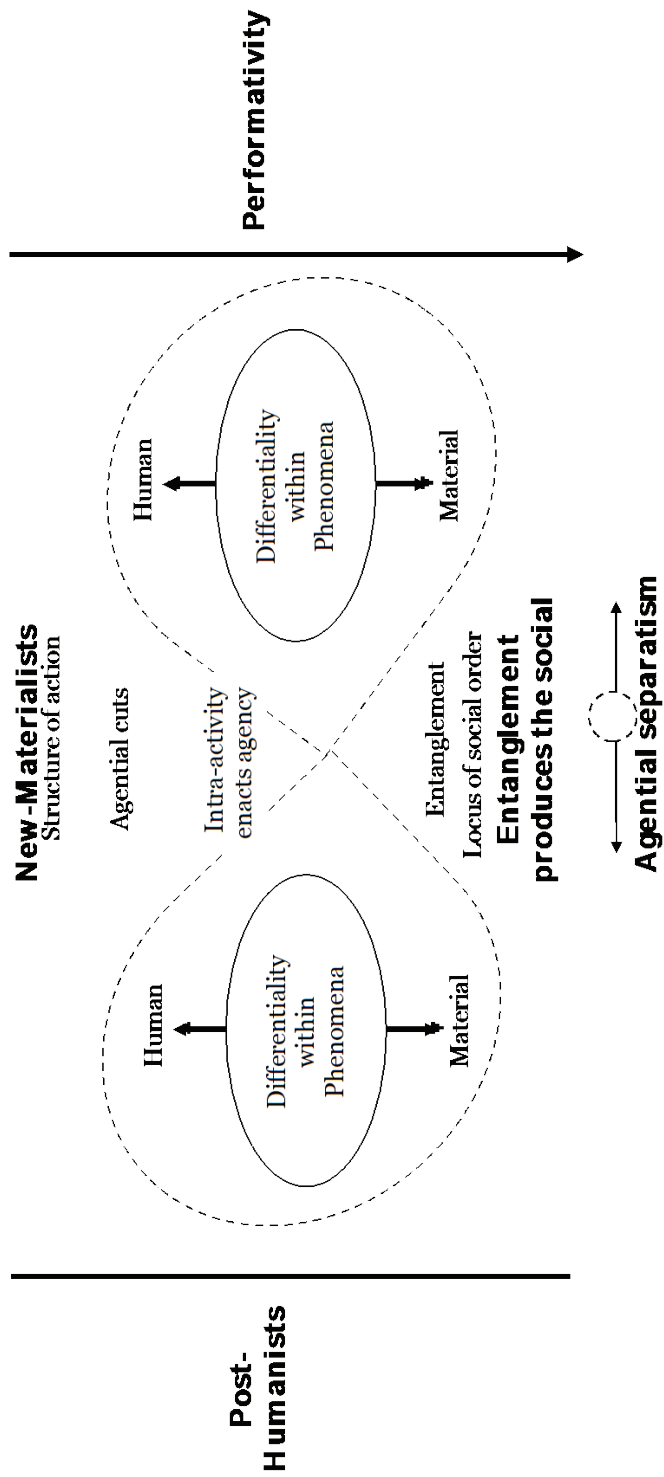 New-Materialists
Structure of action
Agential cuts
Intra-activity
enacts agency
Post-
Humanists
Human
Differentiality
within
Phenomena
Material
Human
Differentiality
within
Phenomena
Material
Performativity
Entanglement
Locus of social order
Entanglement
produces the social
Agential separatism